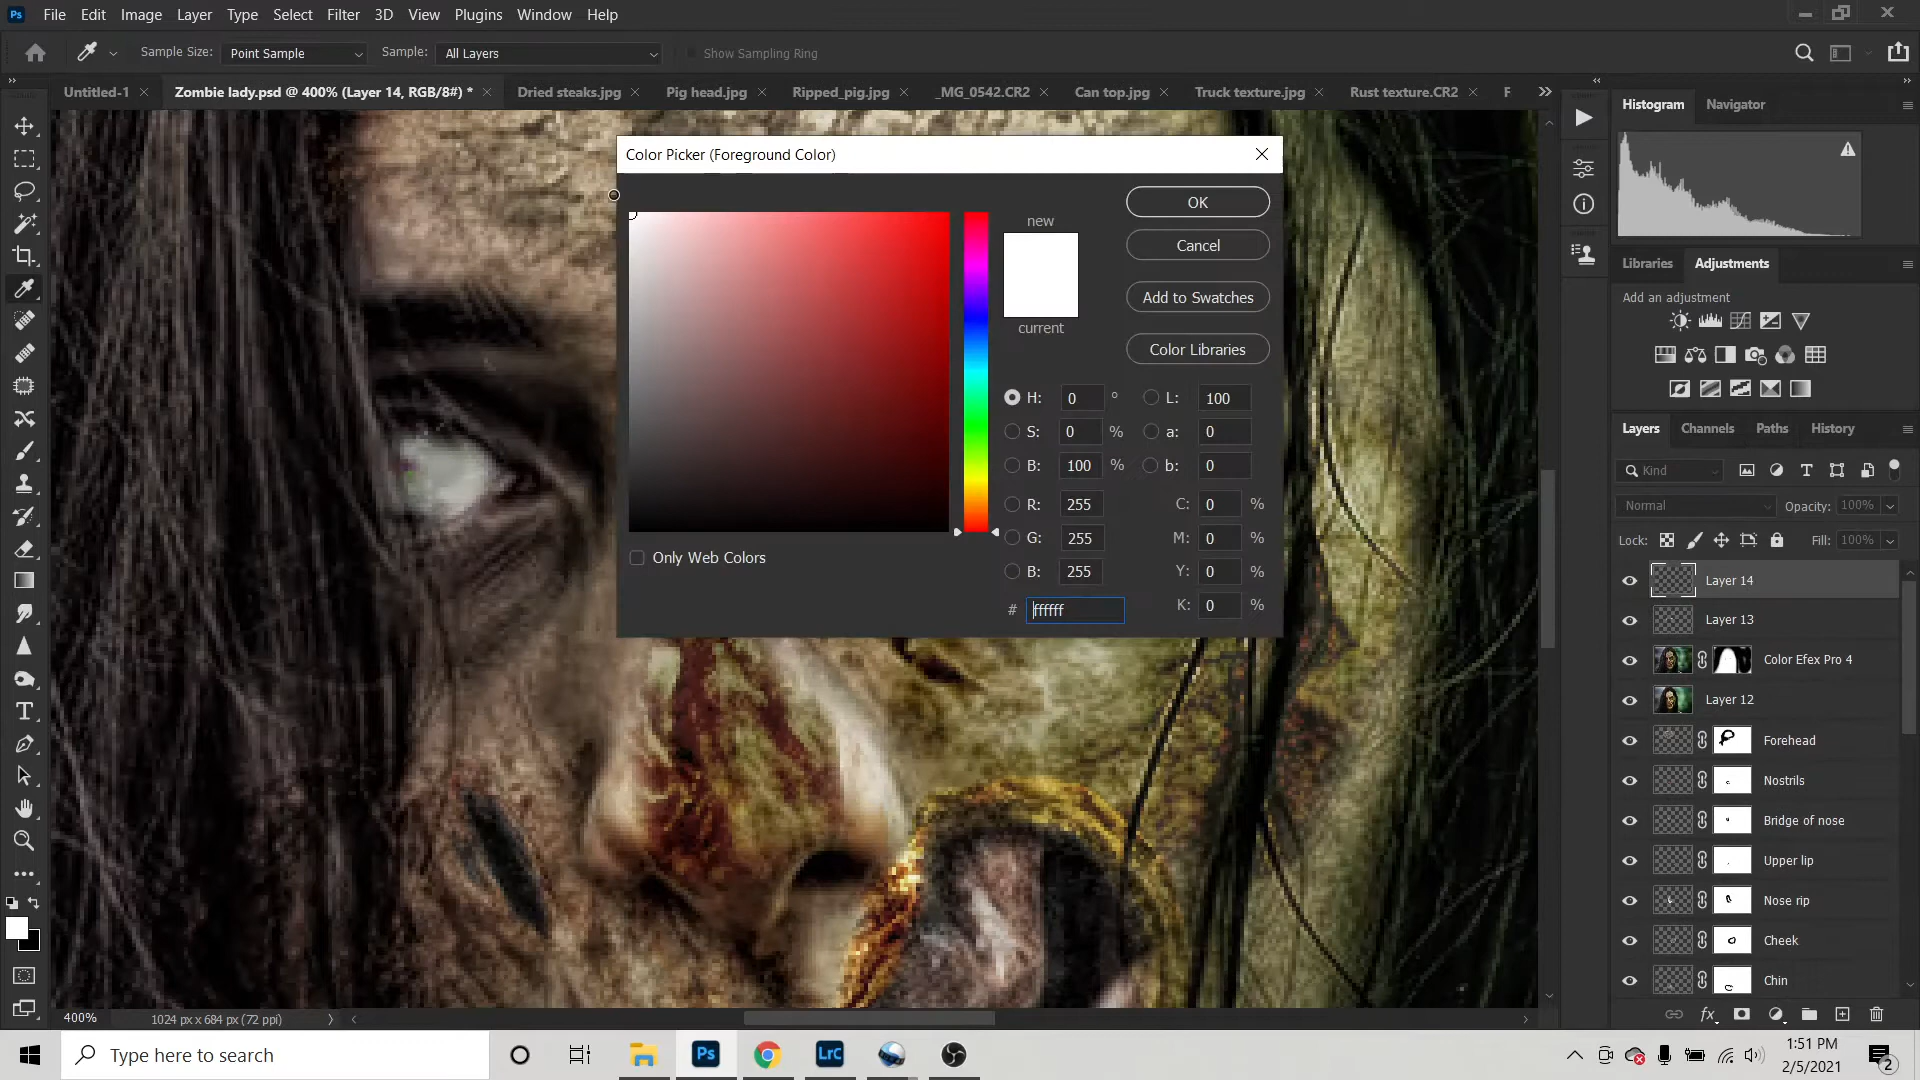 Ps File Edit Image Layer Type Select Filter 3D View Plugins Window Help
Sample Size: Point Sample Sample: All Layers Show Sampling Ring
Untitled-1 Zombie lady.psd @ 400% (Layer 14, RGB/8#) * Dried steaks.jpg Pig head.jpg Ripped_pig.jpg _MG_0542.CR2 Can top.jpg Truck texture.jpg Rust texture.CR2 F
Histogram Navigator
Color Picker (Foreground Color)
new
current
OK
Cancel
Add to Swatches
Color Libraries
H: 0 ° L: 100
S: 0 % a: 0
B: 100 % b: 0
R: 255 C: 0 %
G: 255 M: 0 %
B: 255 Y: 0 %
# ffffff K: 0 %
Only Web Colors
Libraries Adjustments
Add an adjustment
Layers Channels Paths History
Kind
Normal Opacity: 100%
Lock: Fill: 100%
Layer 14
Layer 13
Color Efex Pro 4
Layer 12
Forehead
Nostrils
Bridge of nose
Upper lip
Nose rip
Cheek
Chin
fx
400% 1024 px x 684 px (72 ppi)
Type here to search
Ps LrC
1:51 PM
2/5/2021
2